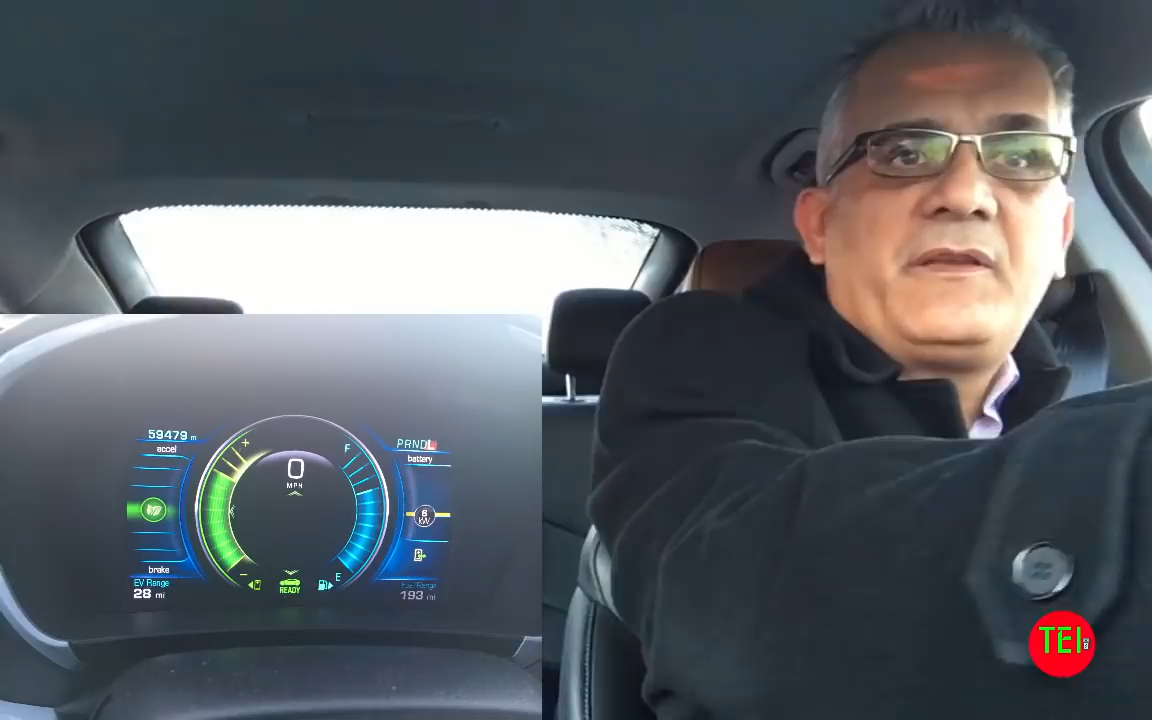 59479 m
accel
+
0
MPH
F
PRNDL
battery
6
kW
brake
-
E
EV Range
28 mi
READY
Fuel Range
193 mi
TEI